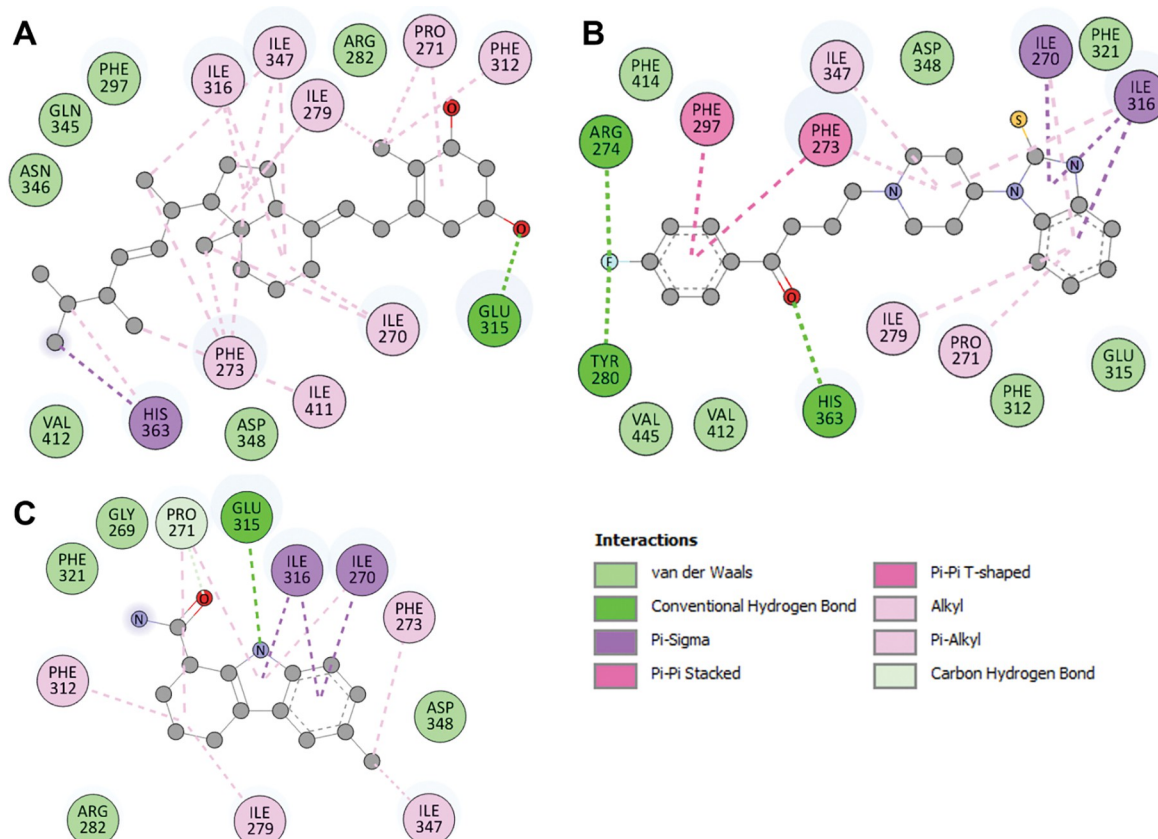 A
PHE
297
GLN
345
ASN
346
ILE
316
ILE
347
ILE
279
ARG
282
PRO
271
PHE
312
O
O
GLU
315
ILE
270
PHE
273
ILE
411
HIS
363
ASP
348
VAL
412
B
PHE
414
ARG
274
PHE
297
ILE
347
PHE
273
ASP
348
ILE
270
PHE
321
ILE
316
S
N
N
N
F
O
TYR
280
VAL
445
VAL
412
HIS
363
ILE
279
PRO
271
PHE
312
GLU
315
C
PHE
321
GLY
269
PRO
271
GLU
315
ILE
316
ILE
270
PHE
273
N
O
N
PHE
312
ASP
348
ARG
282
ILE
279
ILE
347
Interactions
van der Waals
Conventional Hydrogen Bond
Pi-Sigma
Pi-Pi Stacked
Pi-Pi T-shaped
Alkyl
Pi-Alkyl
Carbon Hydrogen Bond